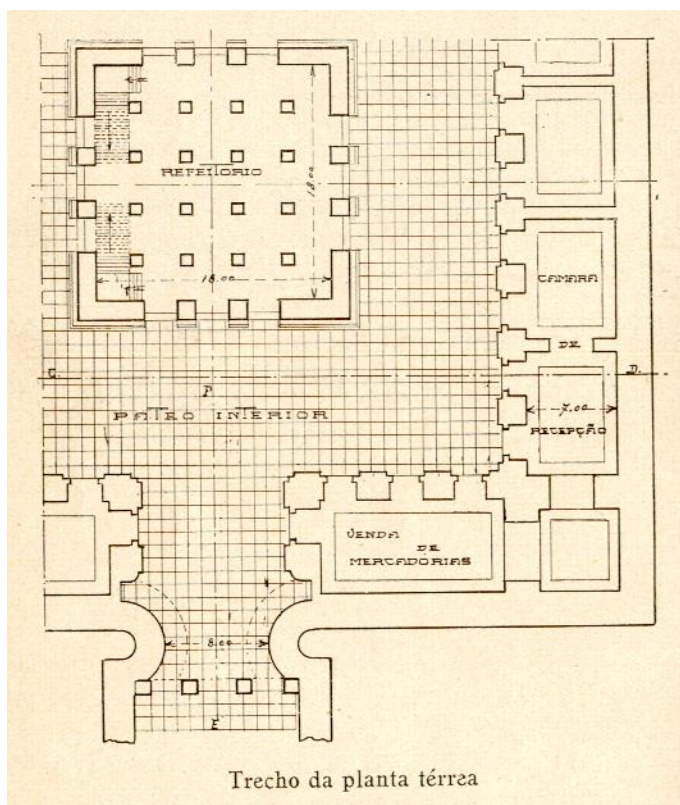 REFEITORIO
18.00
18.00
CAMARA
DE
C.
D.
P
7.00
PATEO INTERIOR
RECEPÇÃO
VENDA
DE
MERCADORIAS
8.00
E
Trecho da planta térrea